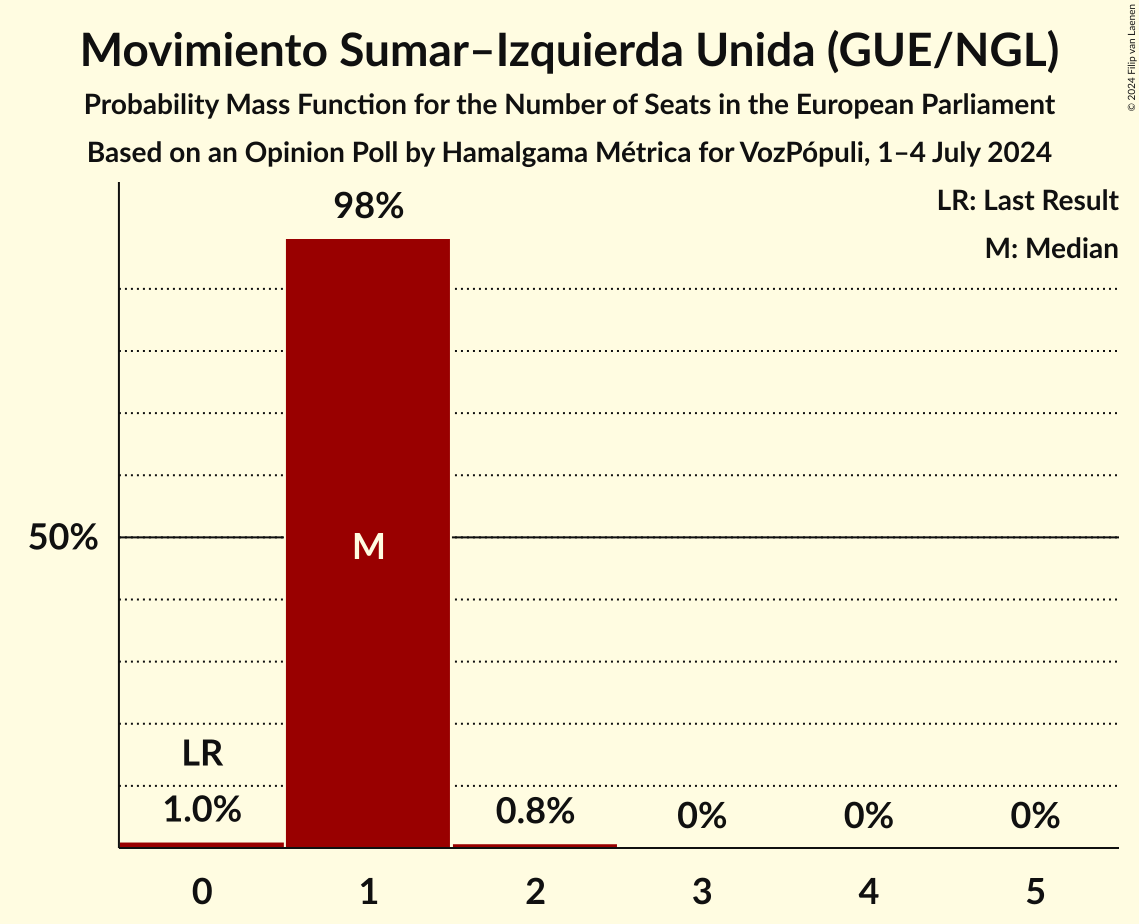 Movimiento Sumar–Izquierda Unida (GUE/NGL)
Probability Mass Function for the Number of Seats in the European Parliament
Based on an Opinion Poll by Hamalgama Métrica for VozPópuli, 1–4 July 2024
© 2024 Filip van Laenen
LR: Last Result
M: Median
98%
50%
M
LR
1.0%
0.8%
0%
0%
0%
0
1
2
3
4
5